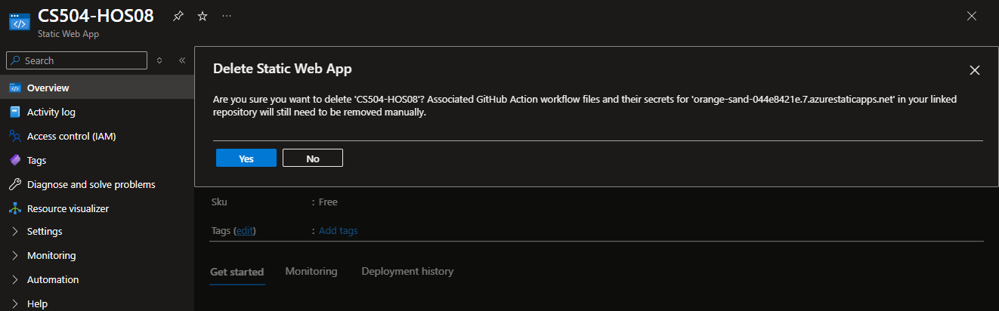 CS504-HOS08
Static Web App
Search
Overview
Activity log
Access control (IAM)
Tags
Diagnose and solve problems
Resource visualizer
Settings
Monitoring
Automation
Help
Delete Static Web App
Are you sure you want to delete 'CS504-HOS08'? Associated GitHub Action workflow files and their secrets for 'orange-sand-044e8421e.7.azurestaticapps.net' in your linked
repository will still need to be removed manually.
Yes No
Sku : Free
Tags (edit) : Add tags
Get started Monitoring Deployment history